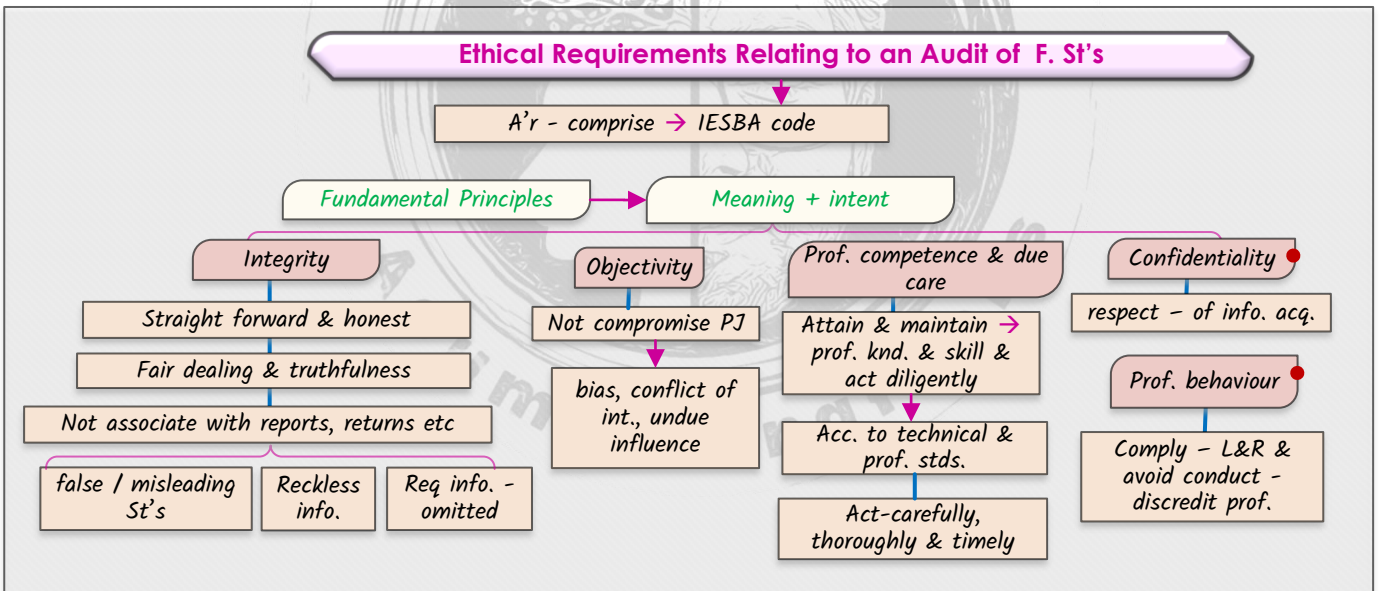 Ethical Requirements Relating to an Audit of F. St's
A'r - comprise → IESBA code
Fundamental Principles
Meaning + intent
Integrity
Straight forward & honest
Fair dealing & truthfulness
Not associate with reports, returns etc
false / misleading
St's
Reckless
info.
Req info. -
omitted
Objectivity
Not compromise PJ
bias, conflict of
int., undue
influence
Prof. competence & due
care
Attain & maintain →
prof. knd. & skill &
act diligently
Acc. to technical &
prof. stds.
Act-carefully,
thoroughly & timely
Confidentiality
respect – of info. acq.
Prof. behaviour
Comply – L&R &
avoid conduct -
discredit prof.